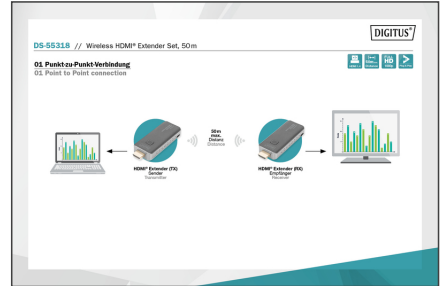 DIGITUS®
DS-55318 // Wireless HDMI® Extender Set, 50m
01 Punkt-zu-Punkt-Verbindung
01 Point to Point connection
50m
max.
Distanz
Distance
HDMI® Extender (TX)
Sender
Transmitter
HDMI® Extender (RX)
Empfänger
Receiver